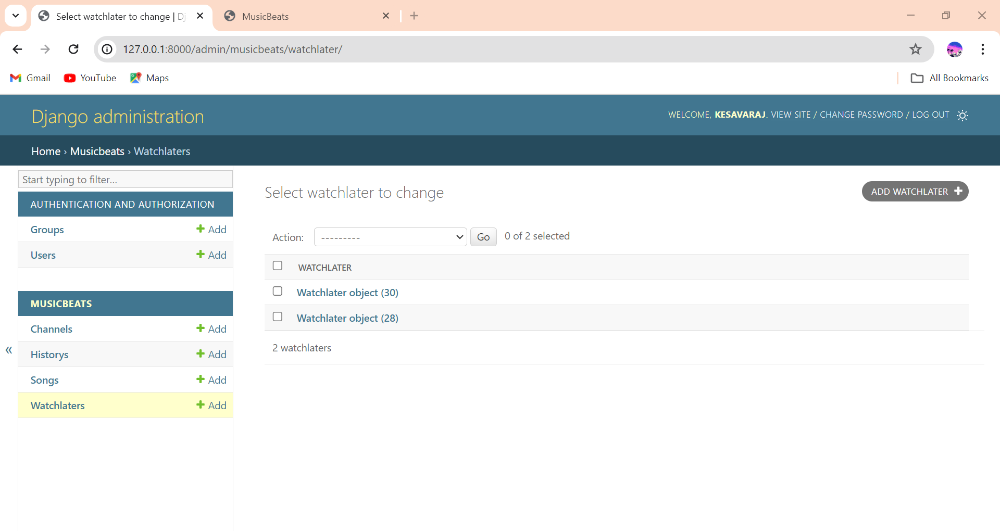 Select watchlater to change | Dj
MusicBeats
127.0.0.1:8000/admin/musicbeats/watchlater/
Gmail
YouTube
Maps
All Bookmarks
Django administration
WELCOME, KESAVARAJ. VIEW SITE / CHANGE PASSWORD / LOG OUT
Home › Musicbeats › Watchlaters
Start typing to filter...
AUTHENTICATION AND AUTHORIZATION
Groups + Add
Users + Add
MUSICBEATS
Channels + Add
Historys + Add
Songs + Add
Watchlaters + Add
«
Select watchlater to change
ADD WATCHLATER +
Action: --------- Go 0 of 2 selected
WATCHLATER
Watchlater object (30)
Watchlater object (28)
2 watchlaters